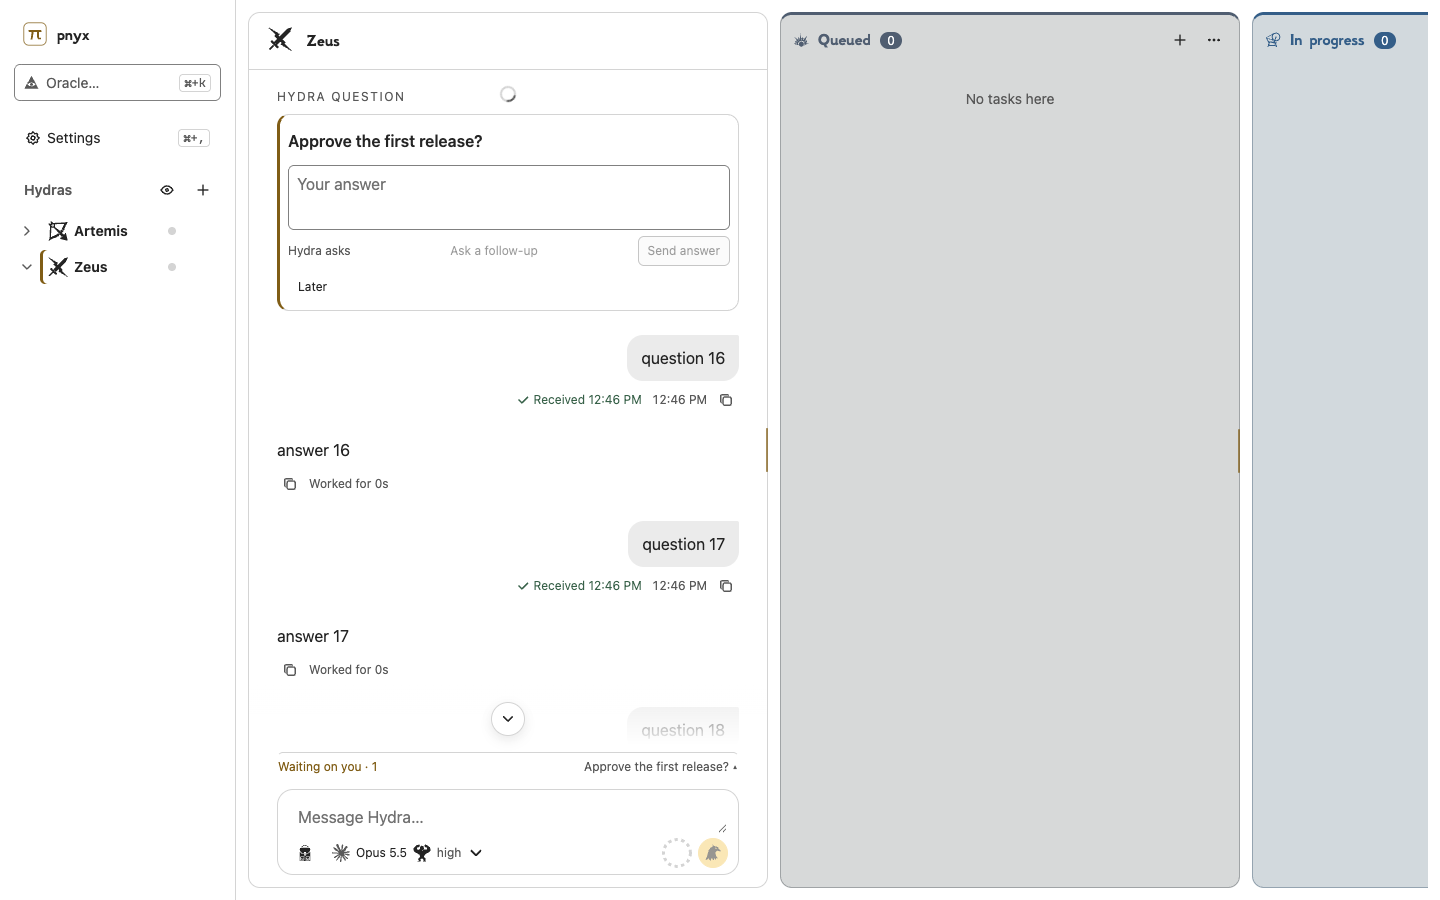 pnyx
Oracle...
⌘+k
Settings
⌘+,
Hydras
Artemis
Zeus
Zeus
HYDRA QUESTION
Approve the first release?
Your answer
Hydra asks
Ask a follow-up
Send answer
Later
question 16
Received 12:46 PM 12:46 PM
answer 16
Worked for 0s
question 17
Received 12:46 PM 12:46 PM
answer 17
Worked for 0s
question 18
Waiting on you · 1
Approve the first release?
Message Hydra...
Opus 5.5 high
Queued 0
No tasks here
In progress 0